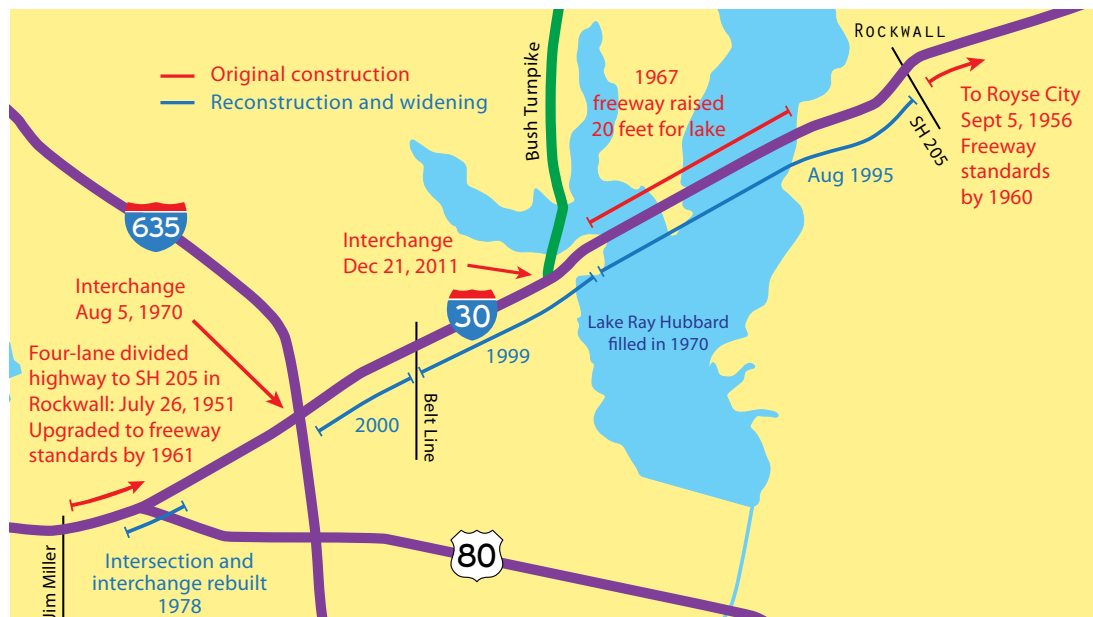 ROCKWALL
Original construction
Reconstruction and widening
Bush Turnpike
1967
freeway raised
20 feet for lake
To Royse City
Sept 5, 1956
Freeway
standards
by 1960
SH 205
Aug 1995
635
Interchange
Dec 21, 2011
Interchange
Aug 5, 1970
30
Lake Ray Hubbard
filled in 1970
1999
Four-lane divided
highway to SH 205 in
Rockwall: July 26, 1951
Upgraded to freeway
standards by 1961
2000
Belt Line
80
Jim Miller
Intersection and
interchange rebuilt
1978